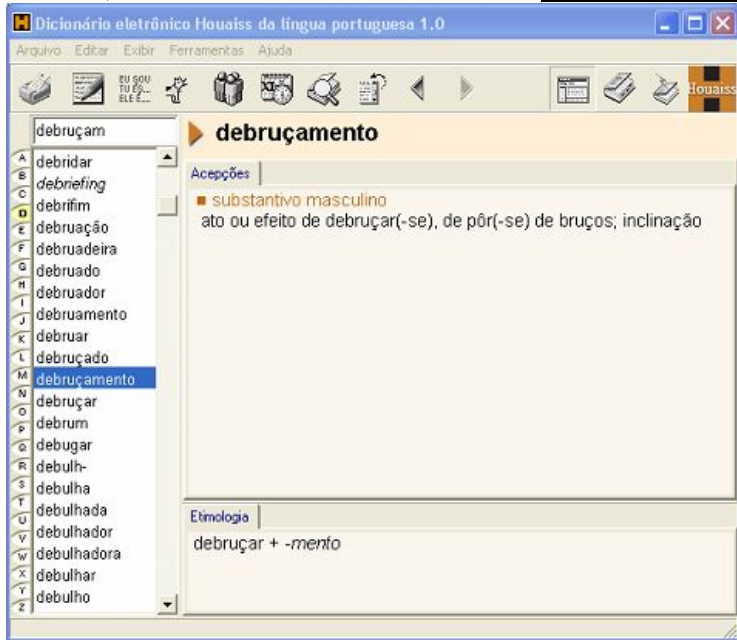 Dicionário eletrônico Houaiss da língua portuguesa 1.0
Arquivo Editar Exibir Ferramentas Ajuda
EU SOU
TU ÉS...
ELE É...
Houaiss
debruçam
debruçamento
A
B
C
D
E
F
G
H
I
J
K
L
M
N
O
P
Q
R
S
T
U
V
W
X
Y
Z
debridar
debriefing
debrifim
debruação
debruadeira
debruado
debruador
debruamento
debruar
debruçado
debruçamento
debruçar
debrum
debugar
debulh-
debulha
debulhada
debulhador
debulhadora
debulhar
debulho
Acepções
substantivo masculino
ato ou efeito de debruçar(-se), de pôr(-se) de bruços; inclinação
Etimologia
debruçar + -mento